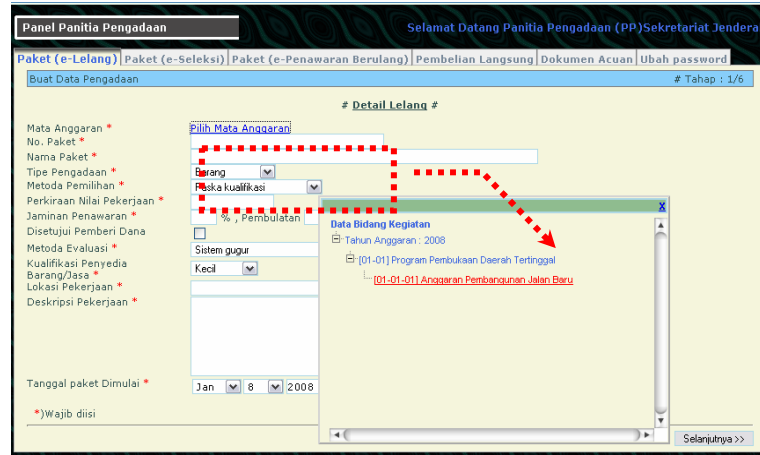 Panel Panitia Pengadaan
Selamat Datang Panitia Pengadaan (PP)Sekretariat Jendera
Paket (e-Lelang) Paket (e-Seleksi) Paket (e-Penawaran Berulang) Pembelian Langsung Dokumen Acuan Ubah password
Buat Data Pengadaan # Tahap : 1/6
# Detail Lelang #
Mata Anggaran * Pilih Mata Anggaran
No. Paket *
Nama Paket *
Tipe Pengadaan * Barang
Metoda Pemilihan * Paska kualifikasi
Perkiraan Nilai Pekerjaan *
Jaminan Penawaran * % , Pembulatan
Disetujui Pemberi Dana
Metoda Evaluasi * Sistem gugur
Kualifikasi Penyedia
Barang/Jasa * Kecil
Lokasi Pekerjaan *
Deskripsi Pekerjaan *
Tanggal paket Dimulai * Jan 8 2008
*)Wajib diisi
X
Data Bidang Kegiatan
Tahun Anggaran : 2008
[01-01] Program Pembukaan Daerah Tertinggal
[01-01-01] Anggaran Pembangunan Jalan Baru
Selanjutnya >>